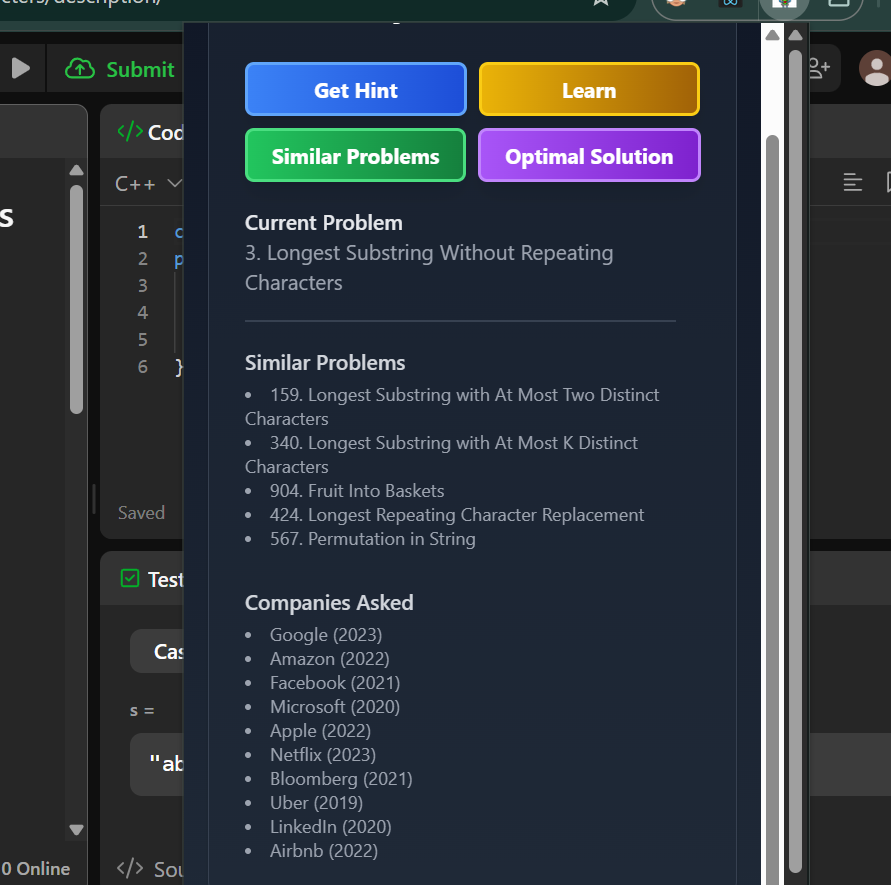 Submit
Get Hint
Learn
Similar Problems
Optimal Solution
C++
s
1
2
3
4
5
6 }
Saved
Current Problem
3. Longest Substring Without Repeating
Characters
Similar Problems
• 159. Longest Substring with At Most Two Distinct
Characters
• 340. Longest Substring with At Most K Distinct
Characters
• 904. Fruit Into Baskets
• 424. Longest Repeating Character Replacement
• 567. Permutation in String
Companies Asked
• Google (2023)
• Amazon (2022)
• Facebook (2021)
• Microsoft (2020)
• Apple (2022)
• Netflix (2023)
• Bloomberg (2021)
• Uber (2019)
• LinkedIn (2020)
• Airbnb (2022)
</> Cod
Test
Cas
s =
"ab
0 Online
</> Sou